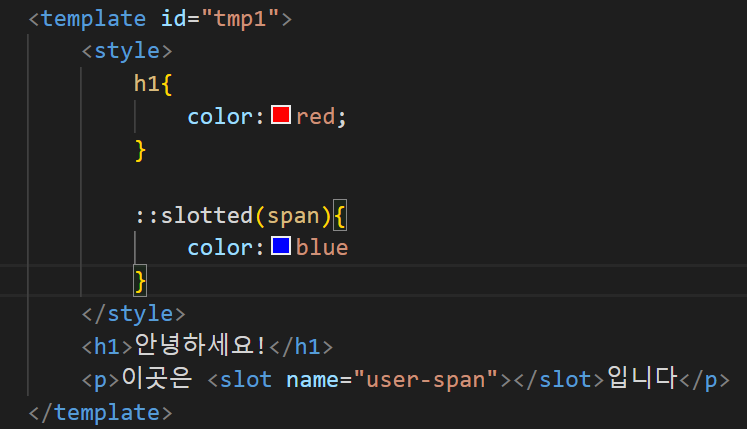 <template id="tmp1">
<style>
h1{
color:red;
}
::slotted(span){
color:blue
}
</style>
<h1>안녕하세요!</h1>
<p>이곳은 <slot name="user-span"></slot>입니다</p>
</template>